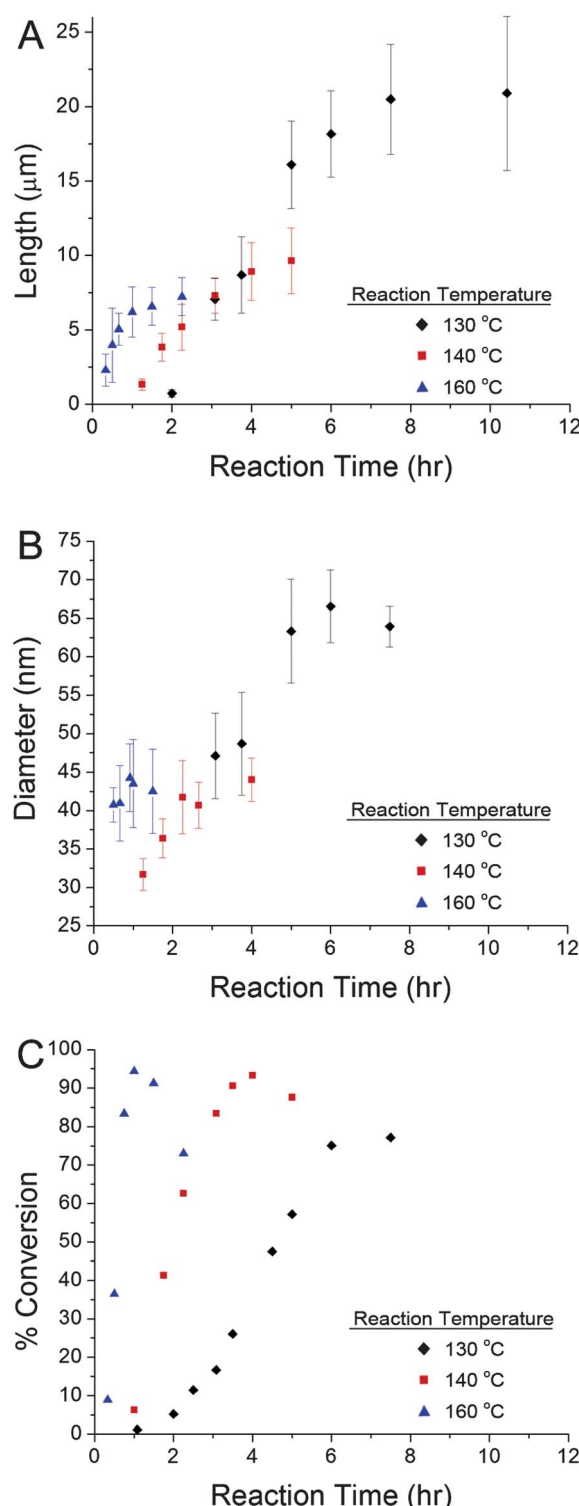 A
25
20
15
10
5
0
Length (μm)
0 2 4 6 8 10 12
Reaction Time (hr)
Reaction Temperature
130 °C
140 °C
160 °C
B
75
70
65
60
55
50
45
40
35
30
25
Diameter (nm)
0 2 4 6 8 10 12
Reaction Time (hr)
Reaction Temperature
130 °C
140 °C
160 °C
C
100
90
80
70
60
50
40
30
20
10
0
% Conversion
0 2 4 6 8 10 12
Reaction Time (hr)
Reaction Temperature
130 °C
140 °C
160 °C